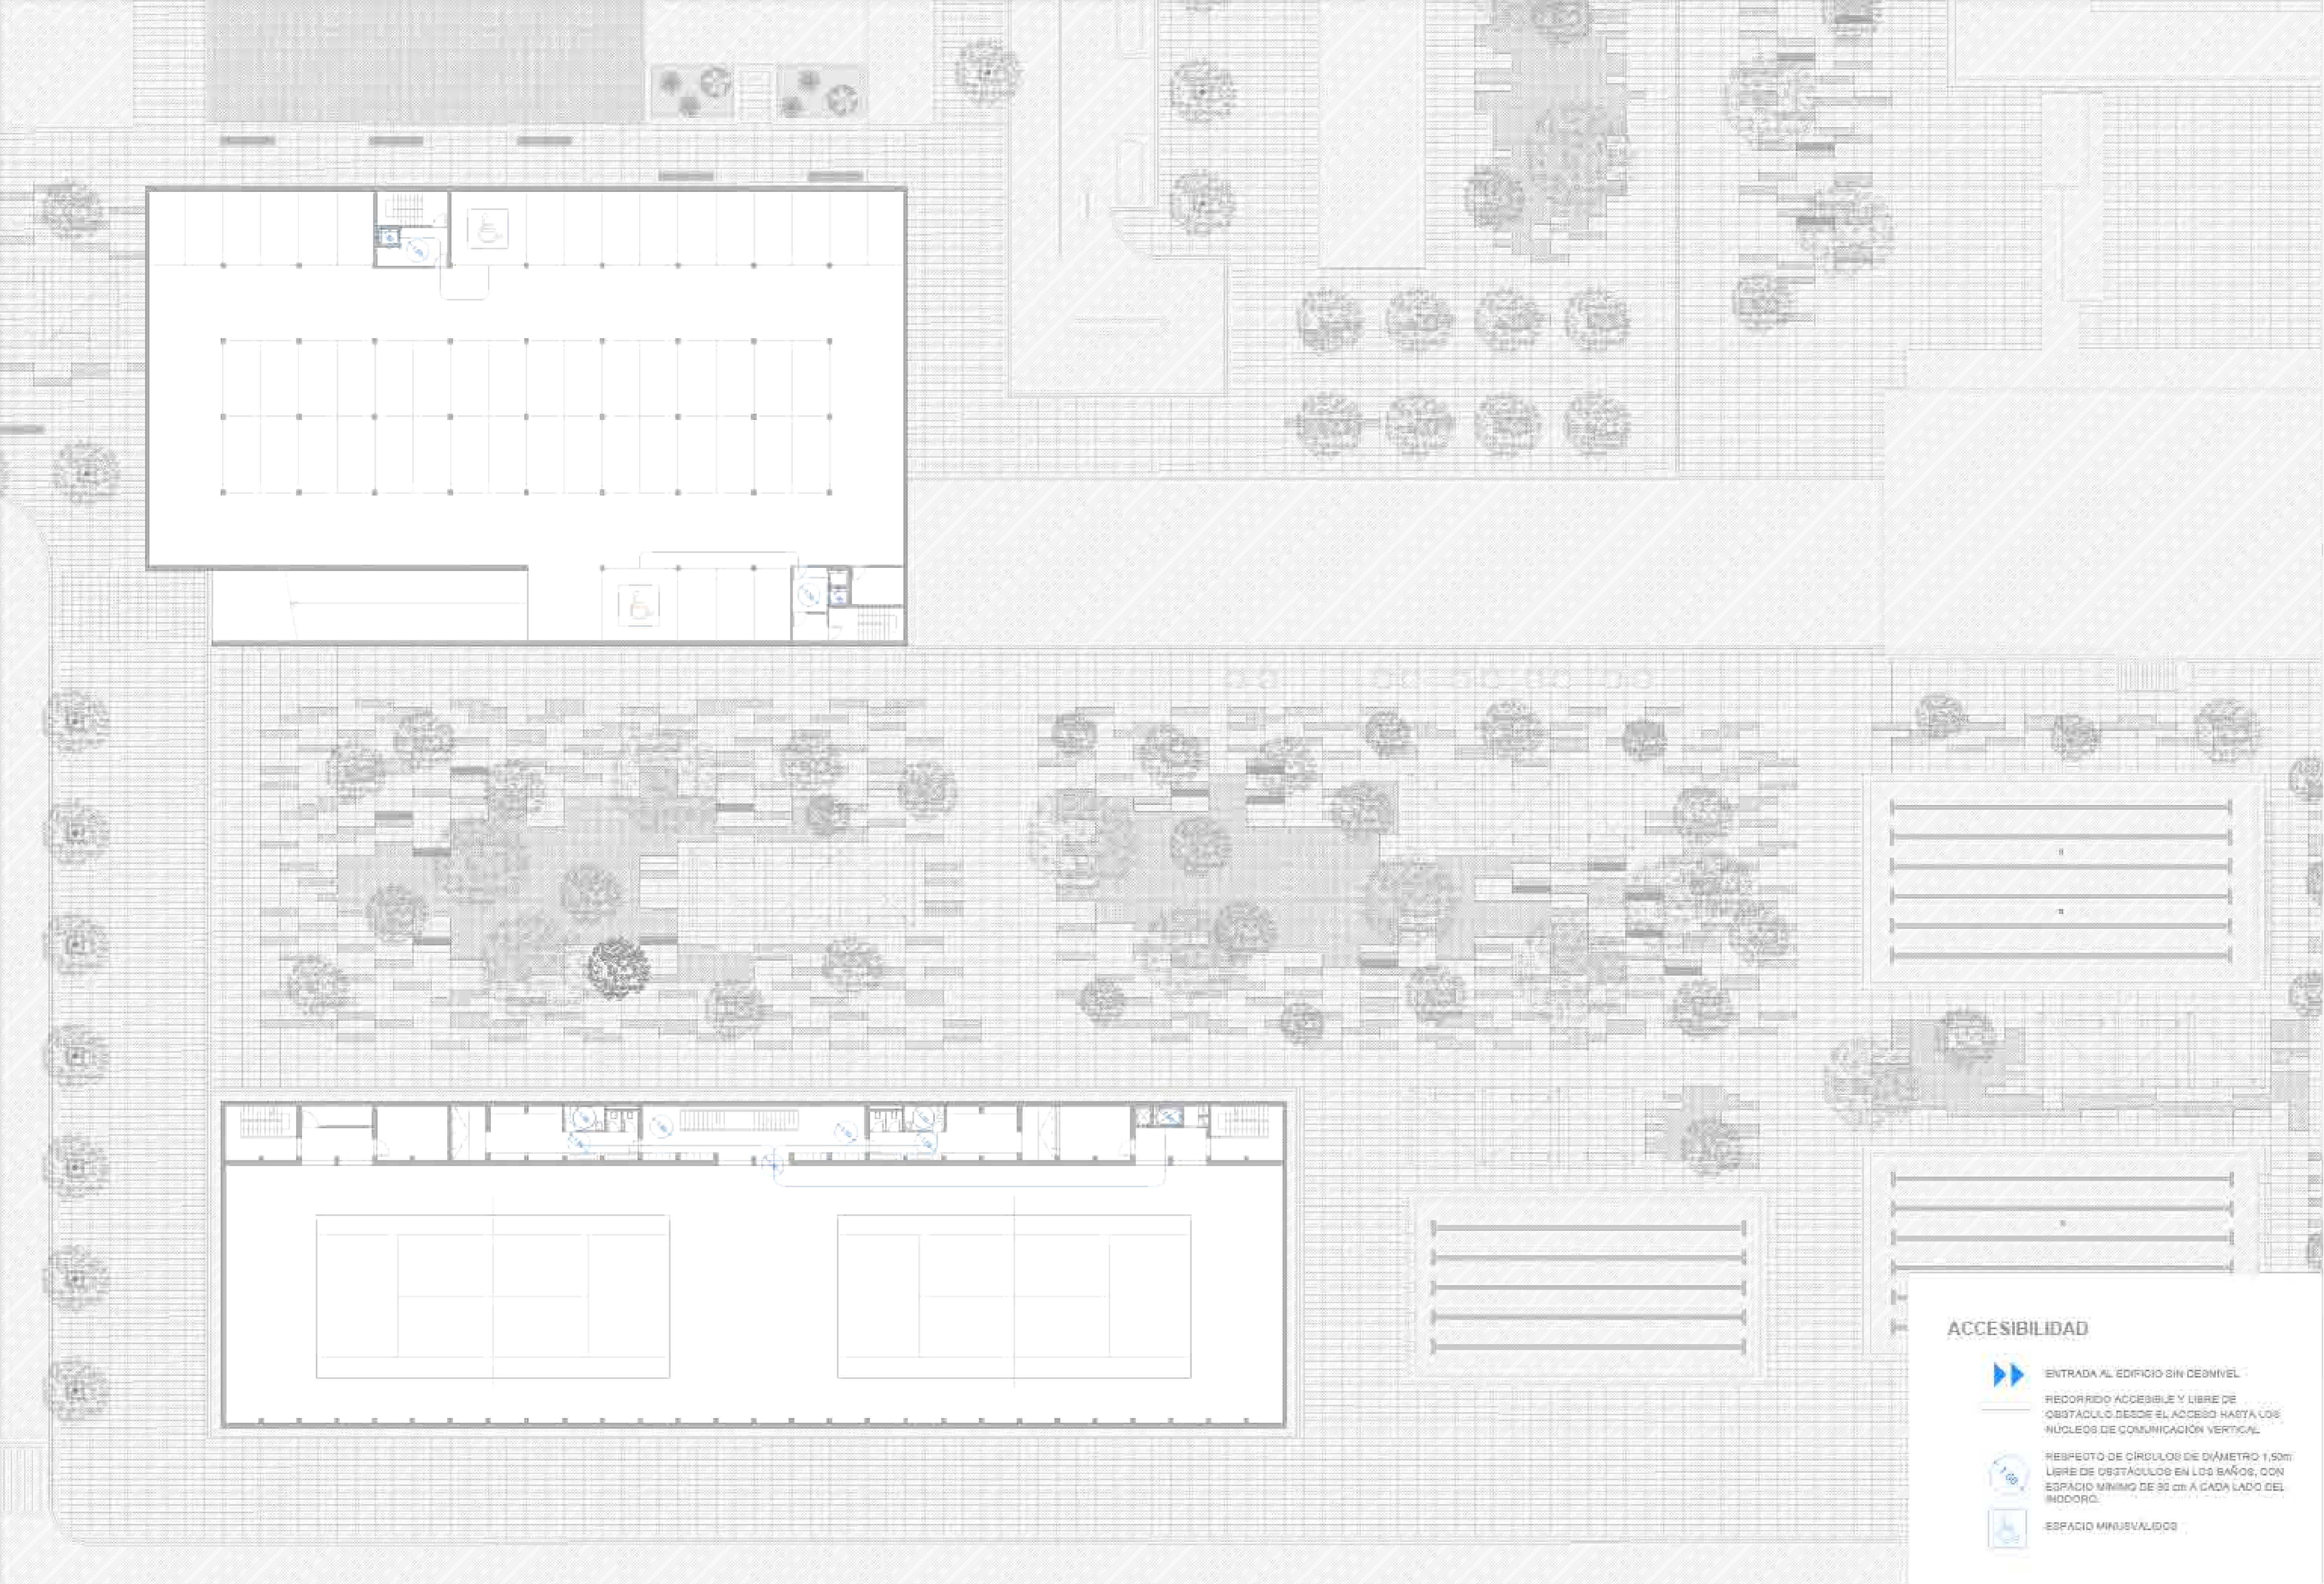 ACCESIBILIDAD
ENTRADA AL EDIFICIO SIN DESNIVEL
RECORRIDO ACCESIBLE Y LIBRE DE
OBSTÁCULO DESDE EL ACCESO HASTA LOS
NÚCLEOS DE COMUNICACIÓN VERTICAL
RESPECTO DE CÍRCULOS DE DIÁMETRO 1,50m
LIBRE DE OBSTÁCULOS EN LOS BAÑOS, CON
ESPACIO MÍNIMO DE 80 cm A CADA LADO DEL
INODORO.
ESPACIO MINUSVÁLIDOS